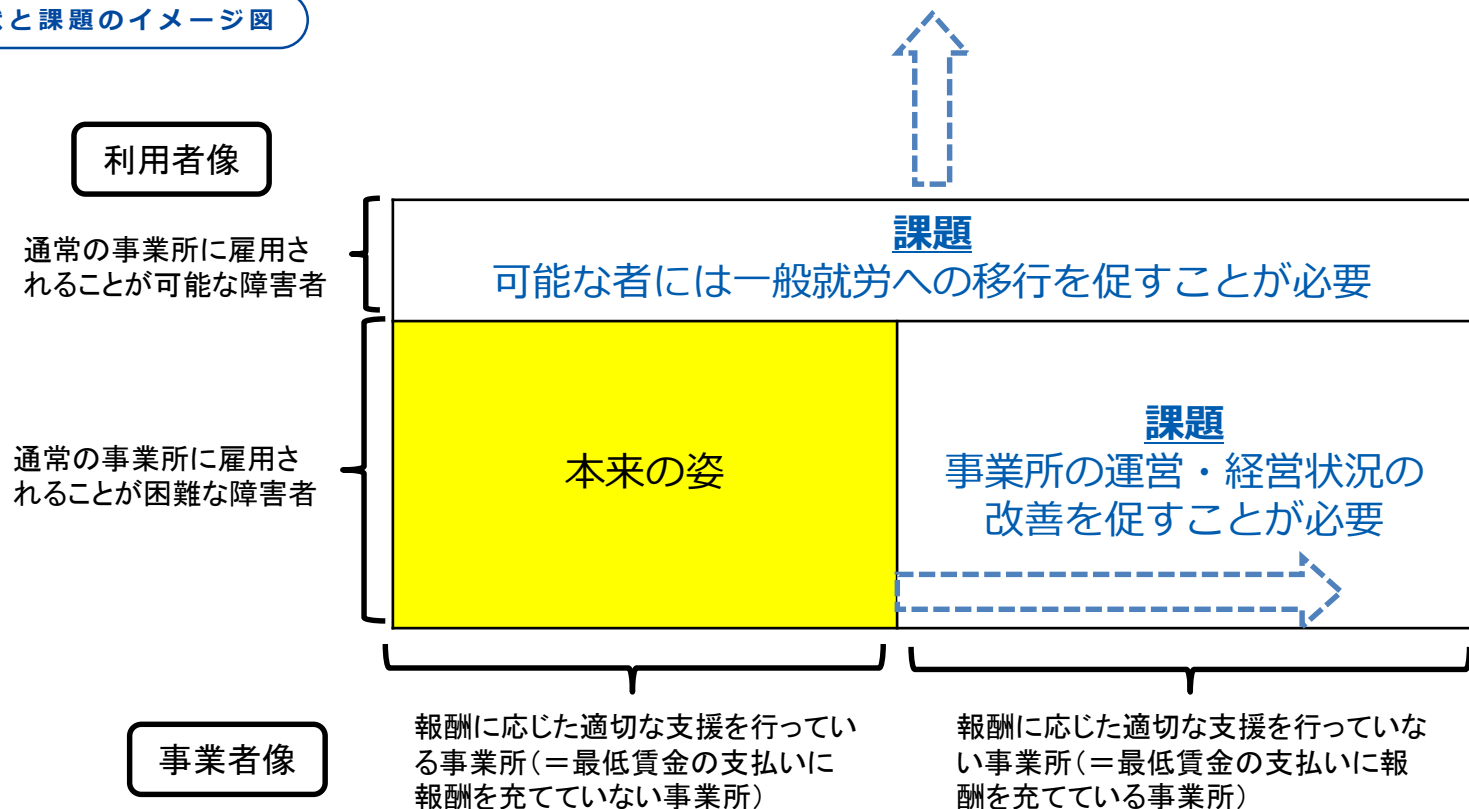 と課題のイメージ図
利用者像
通常の事業所に雇用さ
れることが可能な障害者
課題
可能な者には一般就労への移行を促すことが必要
通常の事業所に雇用さ
れることが困難な障害者
本来の姿
課題
事業所の運営・経営状況の
改善を促すことが必要
事業者像
報酬に応じた適切な支援を行ってい
る事業所(＝最低賃金の支払いに
報酬を充てていない事業所)
報酬に応じた適切な支援を行っていな
い事業所(＝最低賃金の支払いに報
酬を充てている事業所)